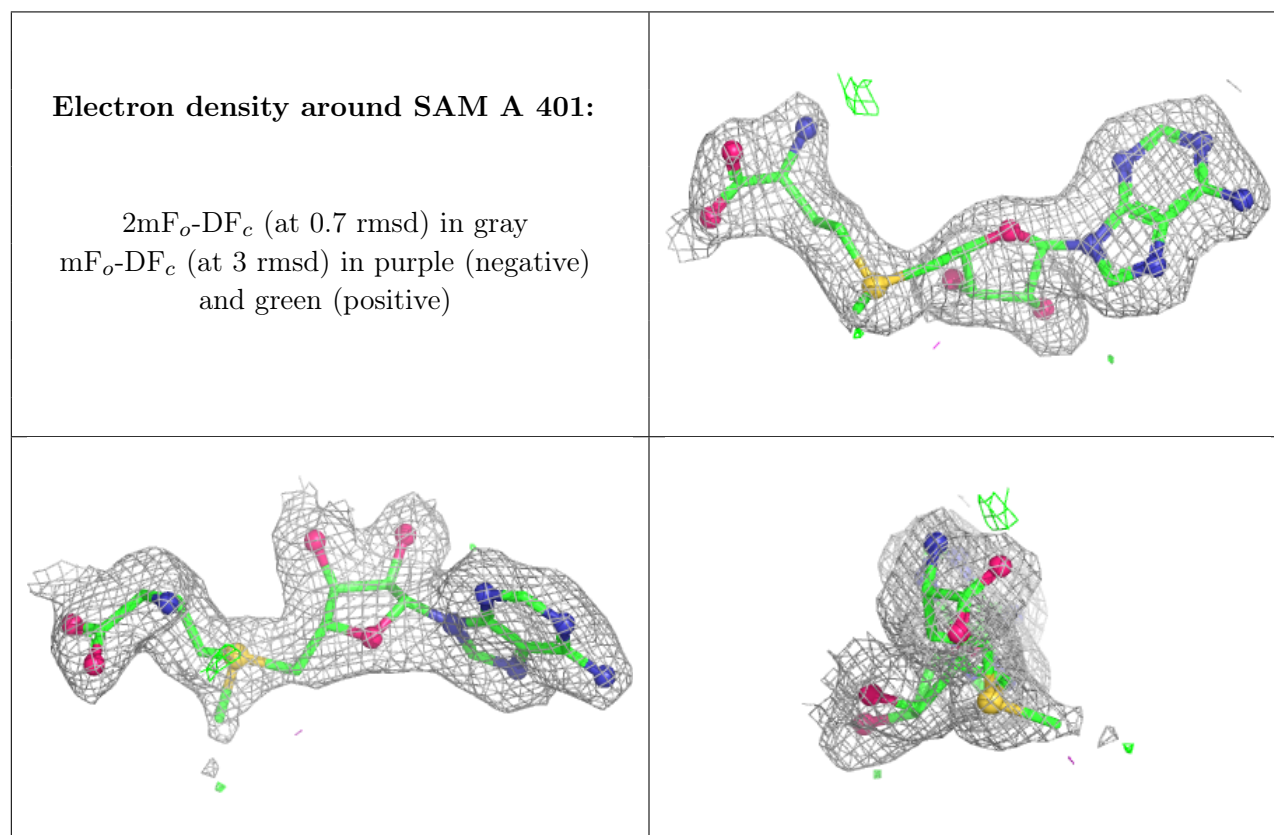 Electron density around SAM A 401:
2mFo-DFc (at 0.7 rmsd) in gray
mFo-DFc (at 3 rmsd) in purple (negative)
and green (positive)